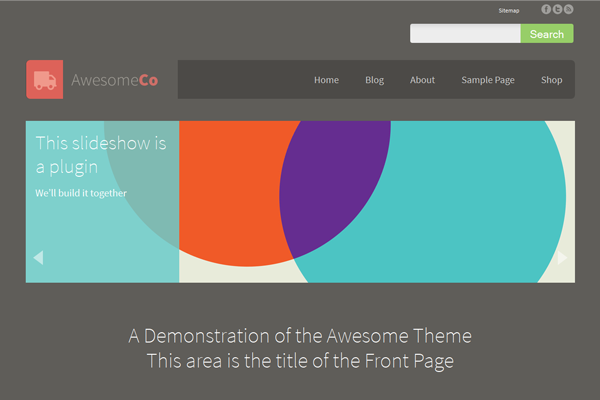 Sitemap
Search
AwesomeCo
Home Blog About Sample Page Shop
This slideshow is
a plugin
We'll build it together
A Demonstration of the Awesome Theme
This area is the title of the Front Page